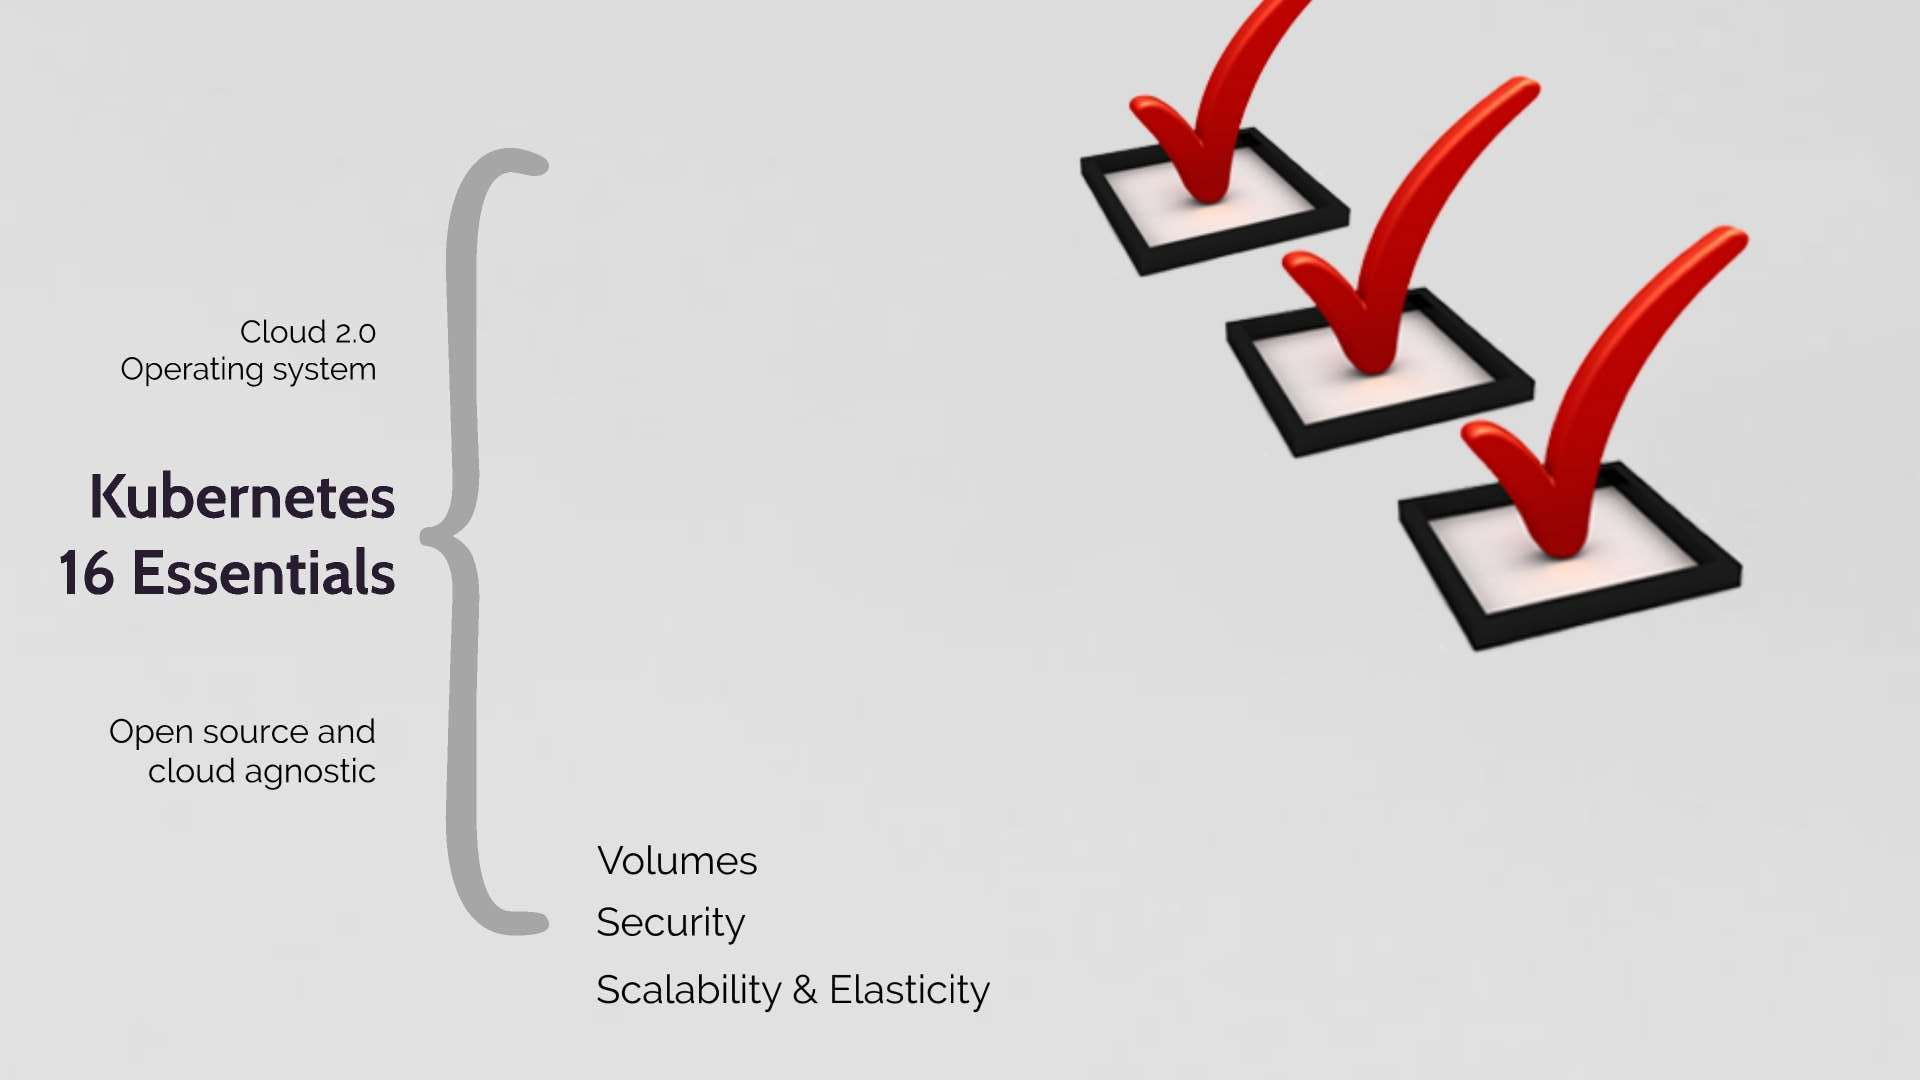 Cloud 2.0
Operating system
Kubernetes
16 Essentials
Open source and
cloud agnostic
Volumes
Security
Scalability & Elasticity